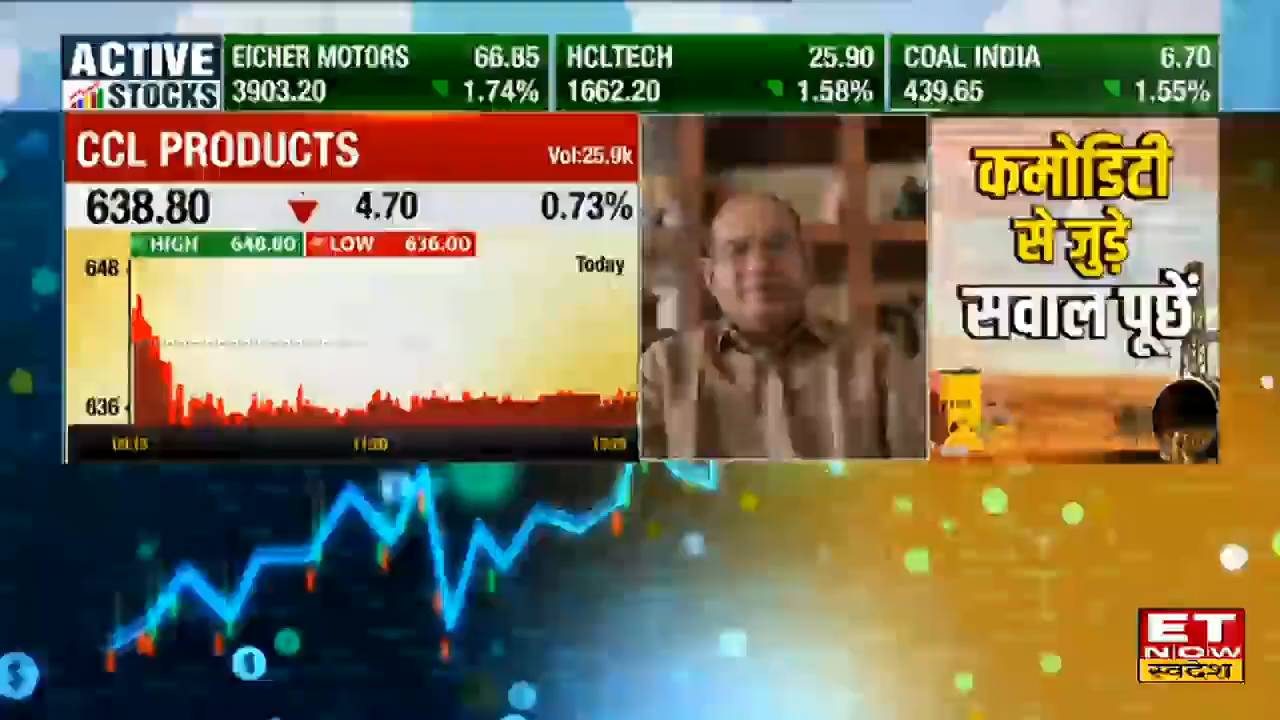 ACTIVE
STOCKS
EICHER MOTORS 66.85
3903.20 1.74%
HCLTECH 25.90
1662.20 1.58%
COAL INDIA 6.70
439.65 1.55%
CCL PRODUCTS Vol:25.9k
638.80 4.70 0.73%
HIGH 648.00 LOW 636.00
648
Today
636
कमोडिटी
से जुड़े
सवाल पूछें
ET
NOW
स्वदेश